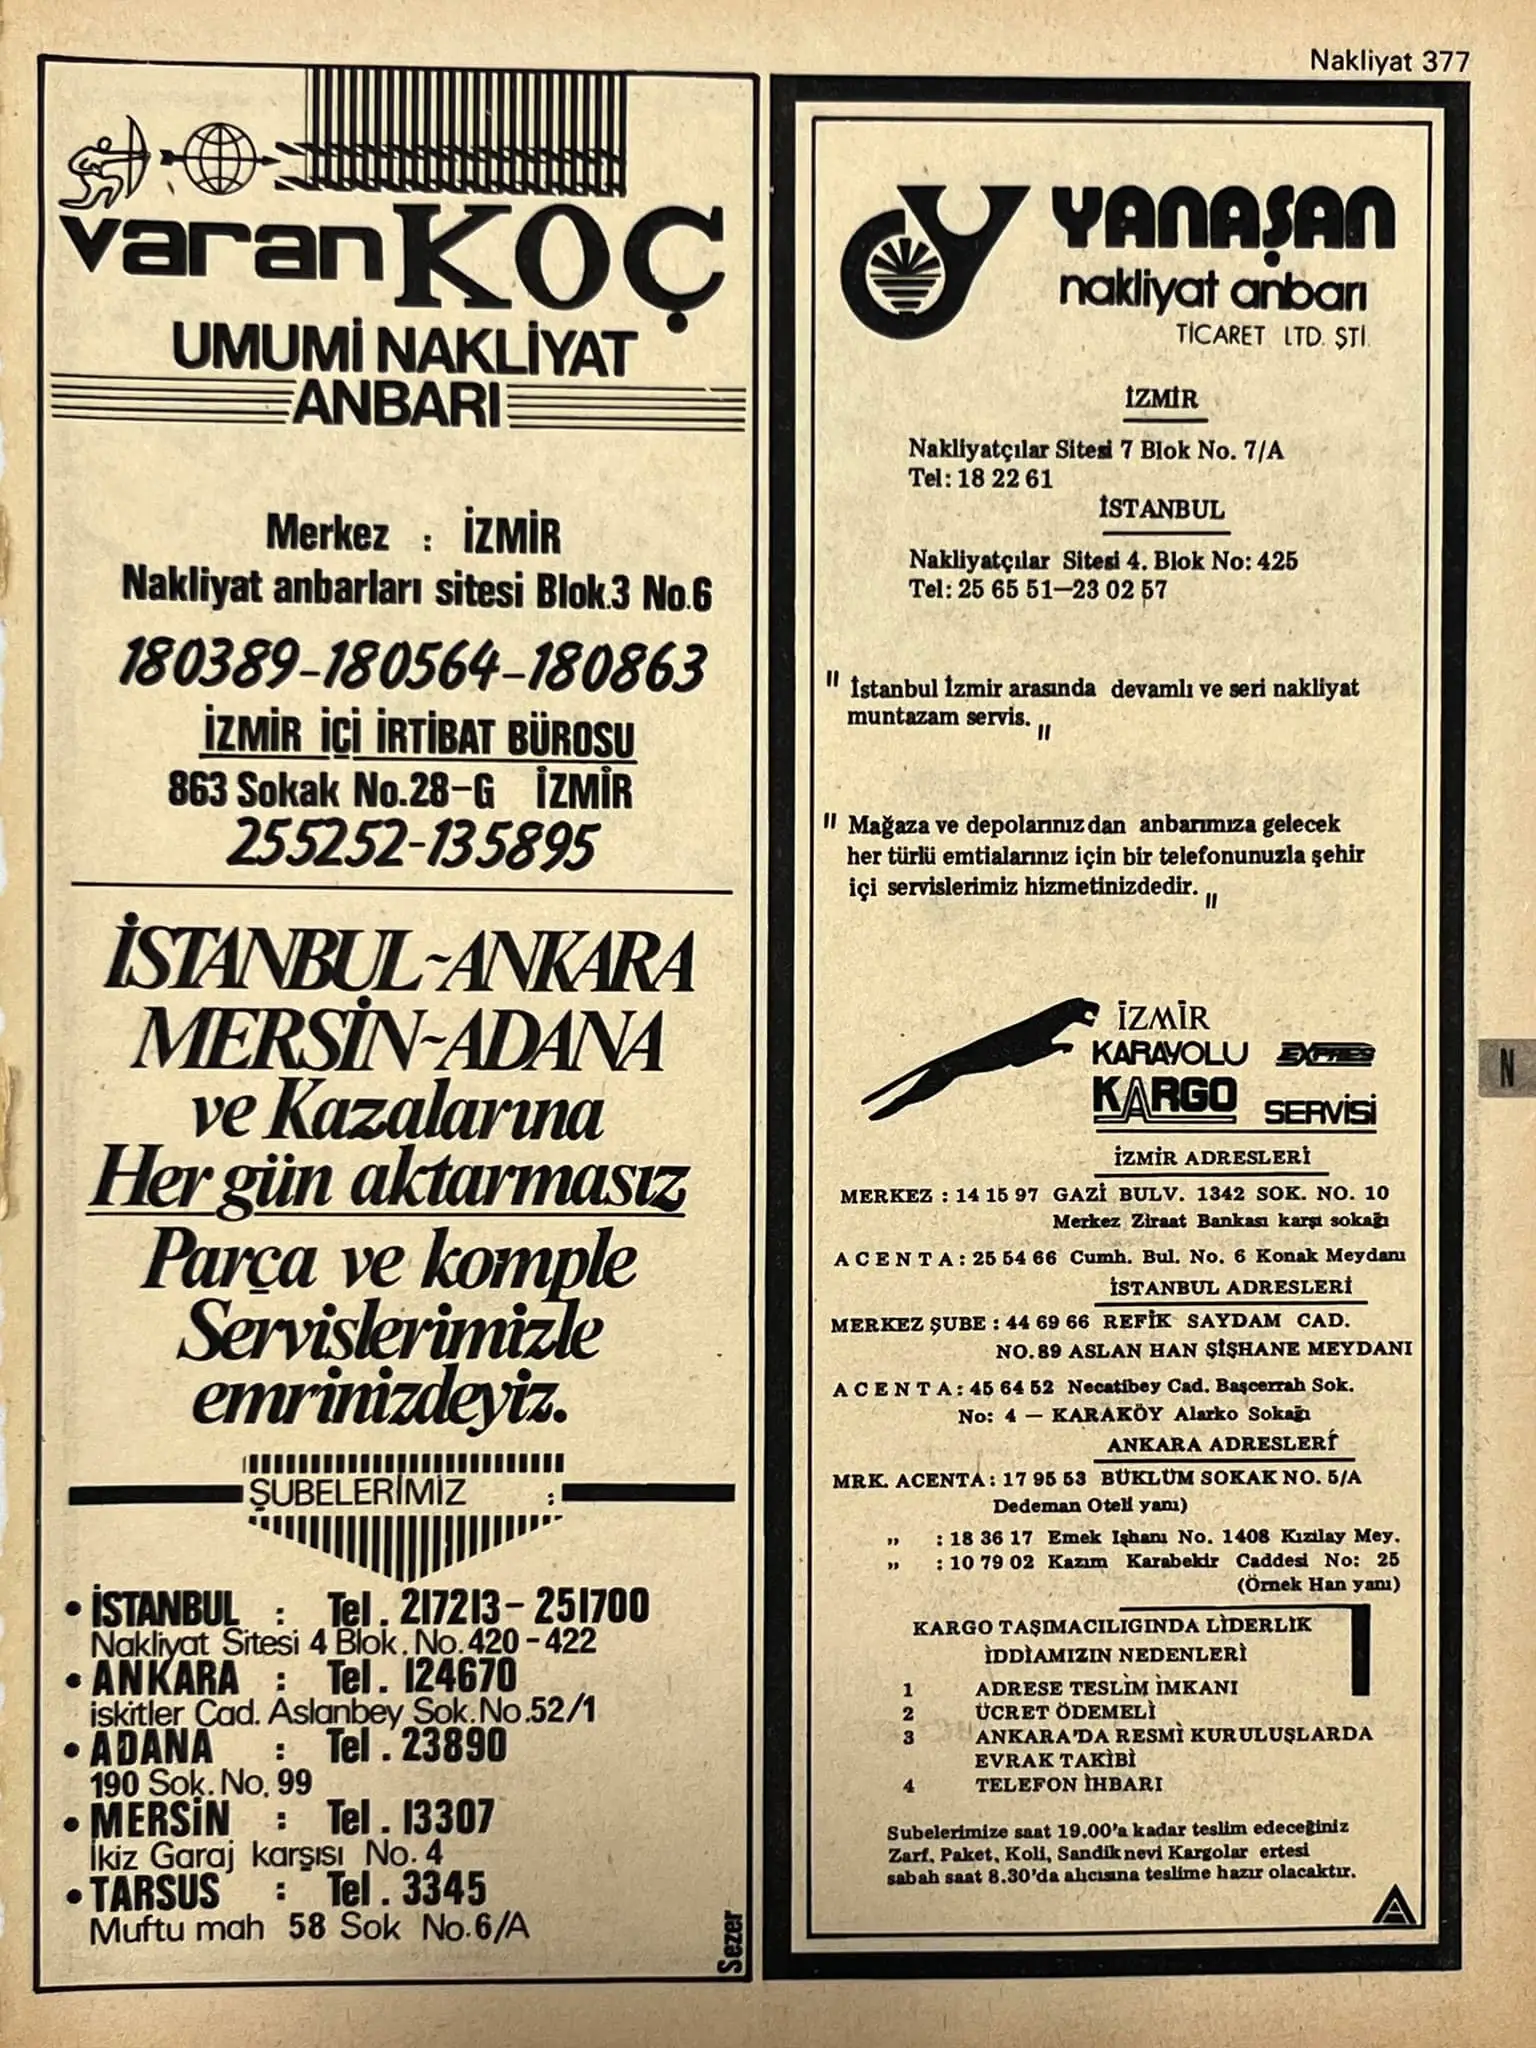 Nakliyat 377
varan KOÇ
UMUMİ NAKLİYAT
ANBARI
Merkez : İZMİR
Nakliyat anbarları sitesi Blok.3 No.6
180389-180564-180863
İZMİR İÇİ İRTİBAT BÜROSU
863 Sokak No.28-G İZMİR
255252-135895
İSTANBUL~ANKARA
MERSİN~ADANA
ve Kazalarına
Her gün aktarmasız
Parça ve komple
Servislerimizle
emrinizdeyiz.
ŞUBELERİMİZ :
• İSTANBUL : Tel . 217213-251700
Nakliyat Sitesi 4 Blok. No.420-422
• ANKARA : Tel . 124670
iskitler Cad. Aslanbey Sok.No.52/1
• ADANA : Tel . 23890
190 Sok. No. 99
• MERSİN : Tel . 13307
İkiz Garaj karşısı No. 4
• TARSUS : Tel . 3345
Muftu mah 58 Sok No.6/A
Sezer
YANAŞAN
nakliyat anbarı
TİCARET LTD. ŞTİ.
İZMİR
Nakliyatçılar Sitesi 7 Blok No. 7/A
Tel: 18 22 61
İSTANBUL
Nakliyatçılar Sitesi 4. Blok No: 425
Tel: 25 65 51—23 02 57
" İstanbul İzmir arasında devamlı ve seri nakliyat
muntazam servis. "
" Mağaza ve depolarınızdan anbarımıza gelecek
her türlü emtialarınız için bir telefonunuzla şehir
içi servislerimiz hizmetinizdedir. "
İZMİR
KARAYOLU EXPRES
KARGO SERVİSİ
İZMİR ADRESLERİ
MERKEZ : 14 15 97 GAZİ BULV. 1342 SOK. NO. 10
Merkez Ziraat Bankası karşı sokağı
ACENTA : 25 54 66 Cumh. Bul. No. 6 Konak Meydanı
İSTANBUL ADRESLERİ
MERKEZ ŞUBE : 44 69 66 REFİK SAYDAM CAD.
NO.89 ASLAN HAN ŞİŞHANE MEYDANI
ACENTA : 45 64 52 Necatibey Cad. Başcerrah Sok.
No: 4 — KARAKÖY Alarko Sokağı
ANKARA ADRESLERİ
MRK. ACENTA : 17 95 53 BÜKLÜM SOKAK NO. 5/A
Dedeman Oteli yanı)
,, : 18 36 17 Emek Işhanı No. 1408 Kızilay Mey.
,, : 10 79 02 Kazım Karabekir Caddesi No: 25
(Örnek Han yanı)
KARGO TAŞIMACILIGINDA LİDERLİK
İDDİAMIZIN NEDENLERİ
1 ADRESE TESLİM İMKANI
2 ÜCRET ÖDEMELİ
3 ANKARA'DA RESMİ KURULUŞLARDA
EVRAK TAKİBİ
4 TELEFON İHBARI
Subelerimize saat 19.00'a kadar teslim edeceğiniz
Zarf, Paket, Koli, Sandik nevi Kargolar ertesi
sabah saat 8.30'da alıcısına teslime hazır olacaktır.
N